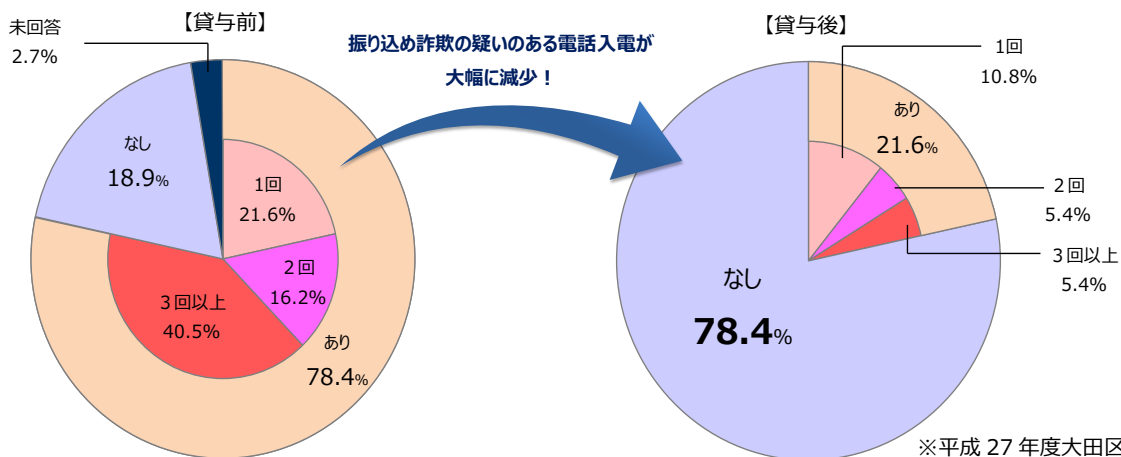 【貸与前】
未回答
2.7%
なし
18.9%
1回
21.6%
2回
16.2%
3回以上
40.5%
あり
78.4%
振り込め詐欺の疑いのある電話入電が
大幅に減少！
【貸与後】
1回
10.8%
あり
21.6%
2回
5.4%
3回以上
5.4%
なし
78.4%
※平成 27 年度大田区